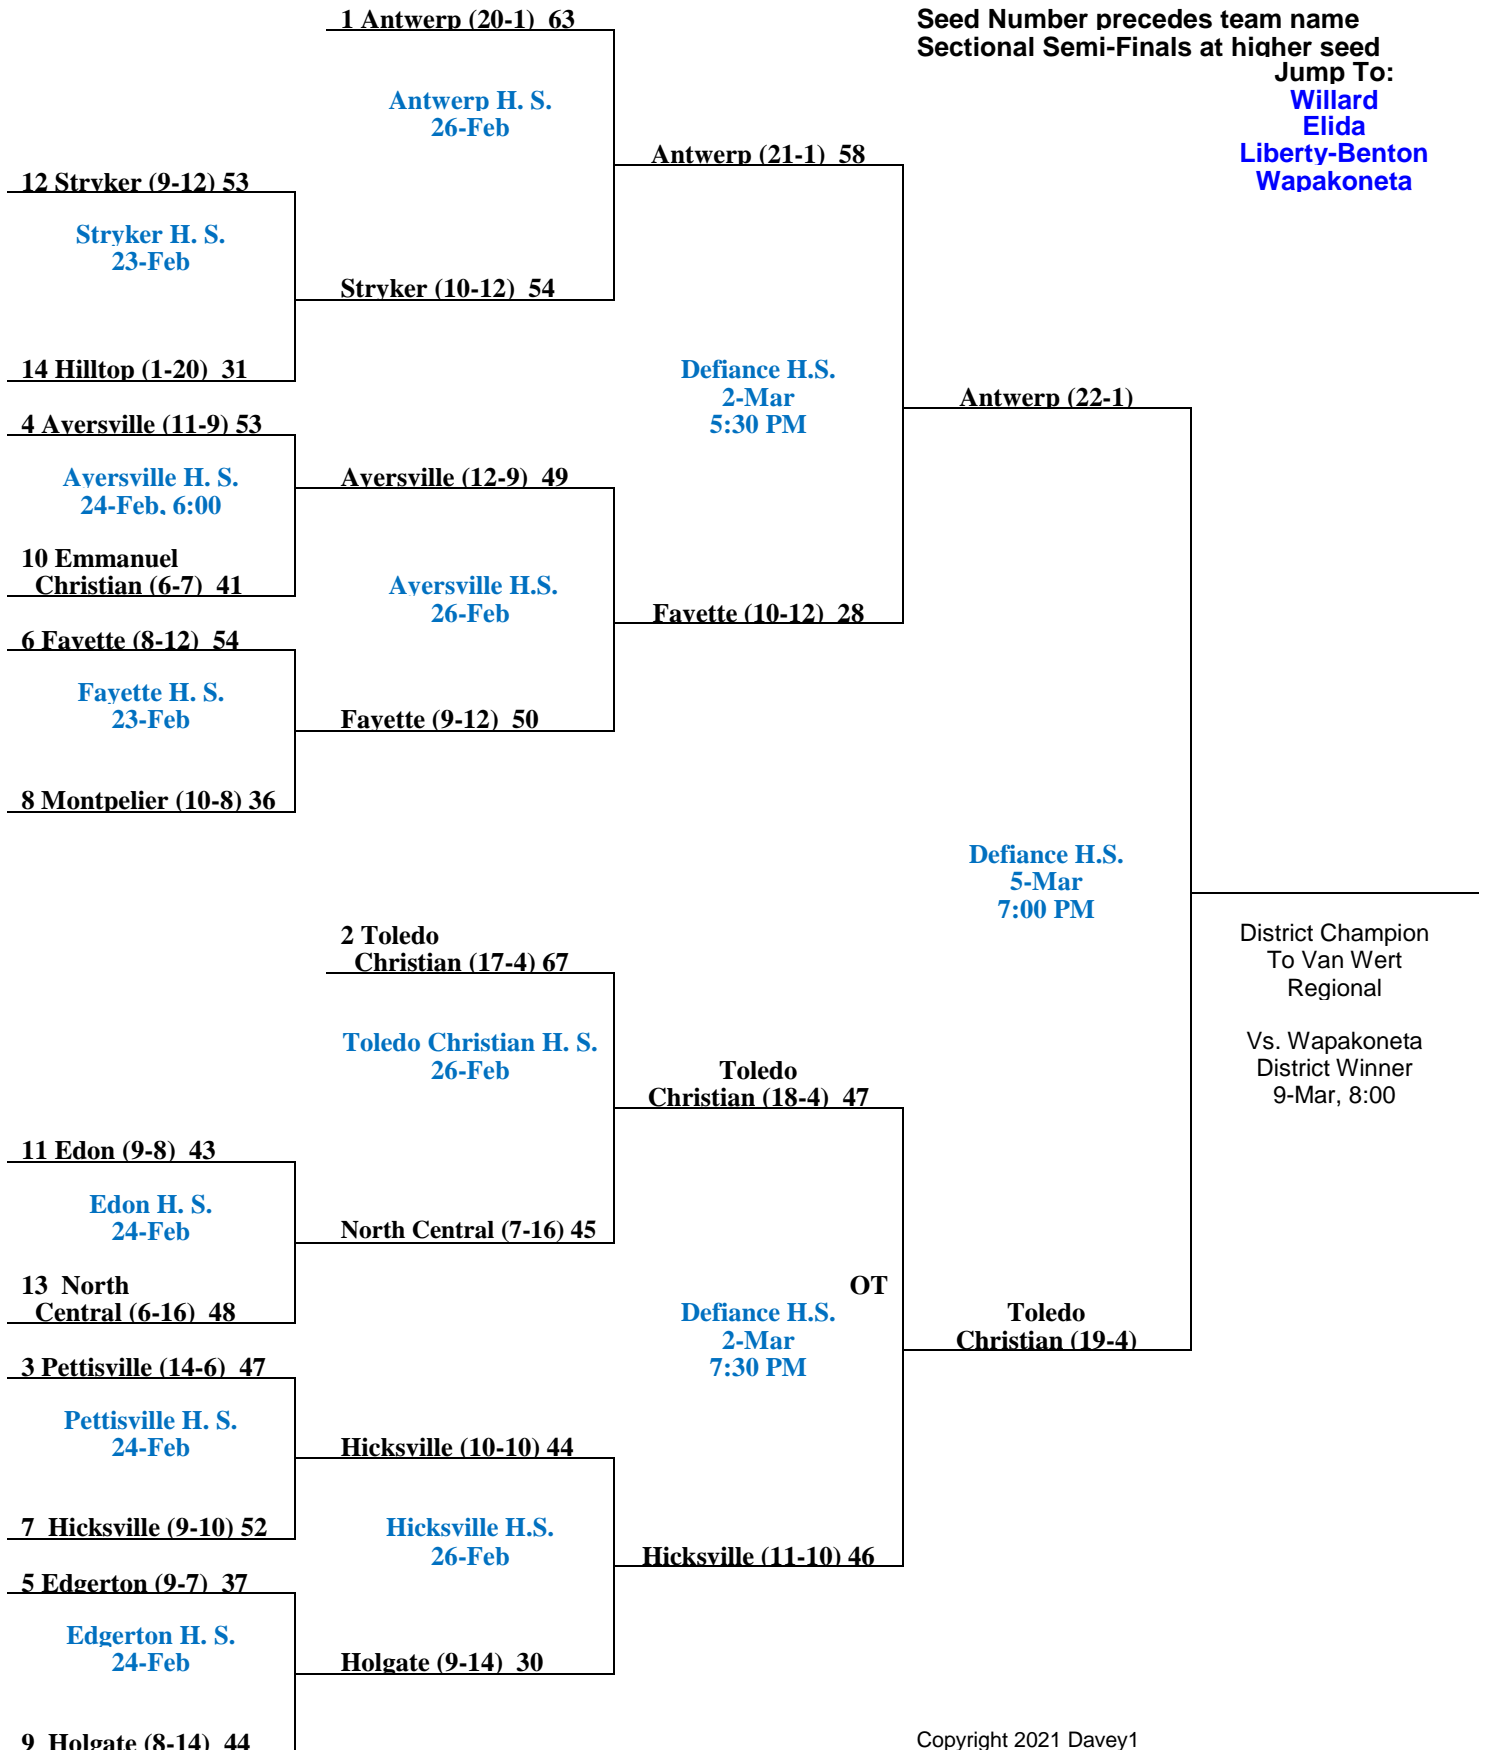 1 Antwerp (20-1)  63
Seed Number precedes team name
Sectional Semi-Finals at higher seed
Jump To:
Willard
Elida
Liberty-Benton
Wapakoneta
Antwerp H. S.
26-Feb
Antwerp (21-1)  58
12 Stryker (9-12) 53
Stryker H. S.
23-Feb
Stryker (10-12)  54
14 Hilltop (1-20)  31
Defiance H.S.
2-Mar
5:30 PM
Antwerp (22-1)
4 Ayersville (11-9) 53
Ayersville H. S.
24-Feb, 6:00
Ayersville (12-9)  49
10 Emmanuel
Christian (6-7)  41
Ayersville H.S.
26-Feb
Fayette (10-12)  28
6 Fayette (8-12)  54
Fayette H. S.
23-Feb
Fayette (9-12)  50
8 Montpelier (10-8) 36
Defiance H.S.
5-Mar
7:00 PM
District Champion
To Van Wert
Regional
Vs. Wapakoneta
District Winner
9-Mar, 8:00
2 Toledo
Christian (17-4) 67
Toledo Christian H. S.
26-Feb
Toledo
Christian (18-4)  47
11 Edon (9-8)  43
Edon H. S.
24-Feb
North Central (7-16) 45
13  North
Central (6-16)  48
OT
Defiance H.S.
2-Mar
7:30 PM
Toledo
Christian (19-4)
3 Pettisville (14-6)  47
Pettisville H. S.
24-Feb
Hicksville (10-10) 44
7  Hicksville (9-10) 52
Hicksville H.S.
26-Feb
Hicksville (11-10) 46
5 Edgerton (9-7)  37
Edgerton H. S.
24-Feb
Holgate (9-14)  30
9  Holgate (8-14)  44
Copyright 2021 Davey1